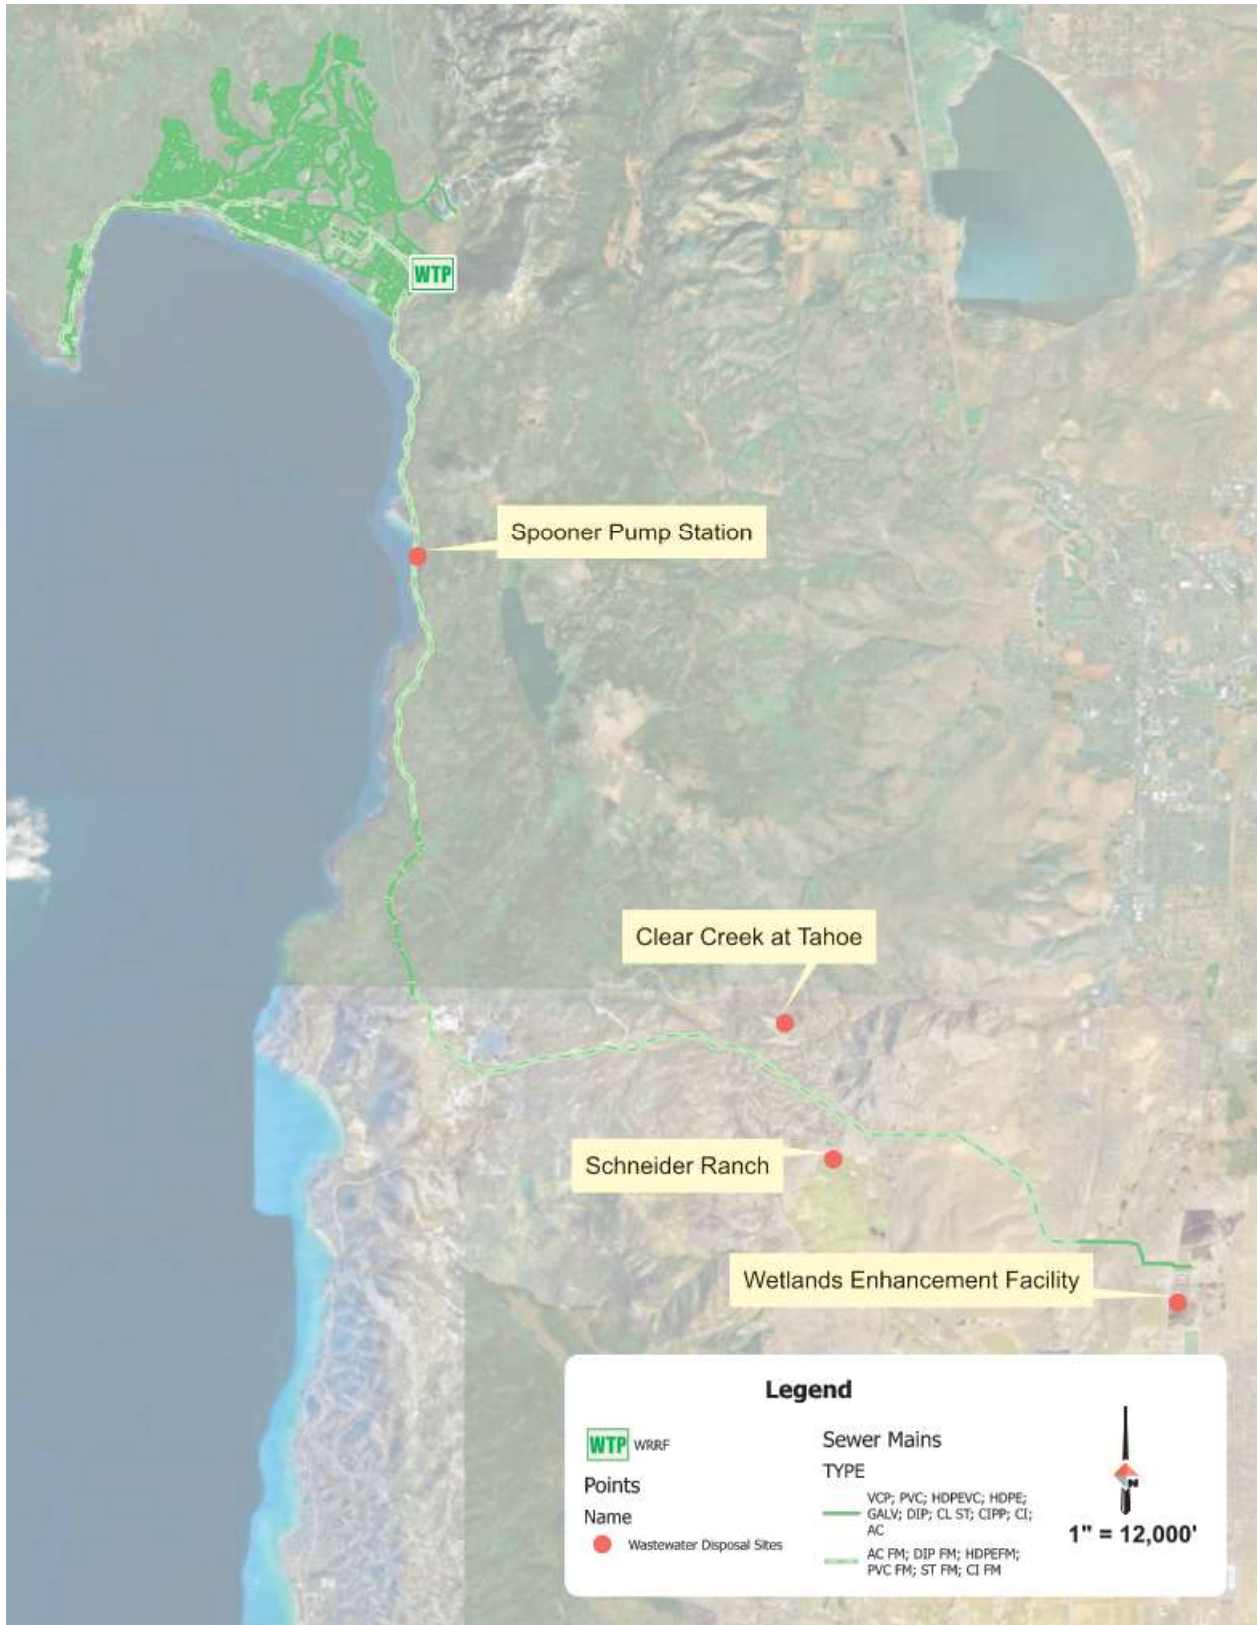 WTP
Spooner Pump Station
Clear Creek at Tahoe
Schneider Ranch
Wetlands Enhancement Facility
Legend
WTP WRRF
Points
Name
Wastewater Disposal Sites
Sewer Mains
TYPE
VCP; PVC; HDPEVC; HDPE;
GALV; DIP; CL ST; CIPP; CI;
AC
AC FM; DIP FM; HDPEFM;
PVC FM; ST FM; CI FM
N
1" = 12,000'